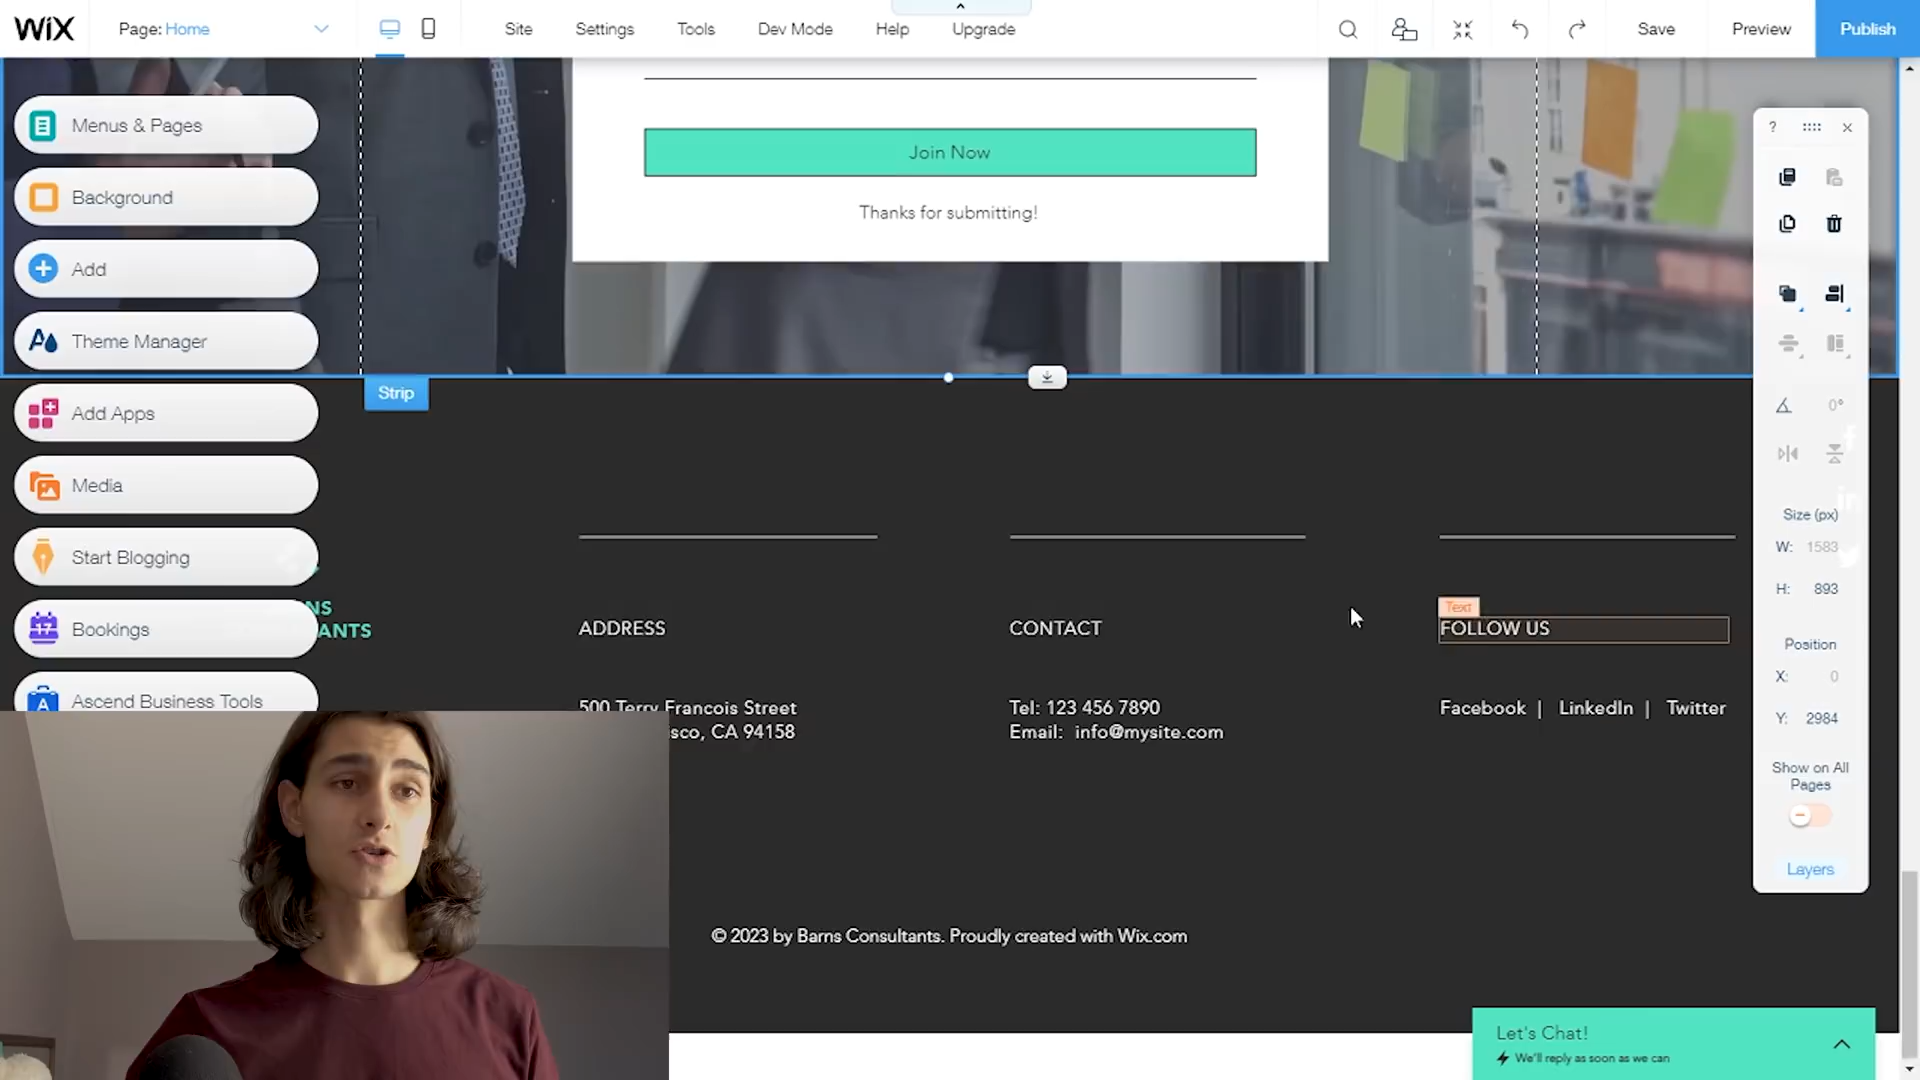 WIX
Page: Home
Site
Settings
Tools
Dev Mode
Help
Upgrade
Save
Preview
Publish
Menus & Pages
Background
Add
Theme Manager
Add Apps
Media
Start Blogging
Bookings
Ascend Business Tools
Join Now
Thanks for submitting!
Strip
NS
ANTS
ADDRESS
500 Terry Francois Street
isco, CA 94158
CONTACT
Tel: 123 456 7890
Email: info@mysite.com
Text
FOLLOW US
Facebook | LinkedIn | Twitter
© 2023 by Barns Consultants. Proudly created with Wix.com
?
0°
Size (px)
W: 1583
H: 893
Position
X: 0
Y: 2984
Show on All
Pages
Layers
Let's Chat!
We'll reply as soon as we can